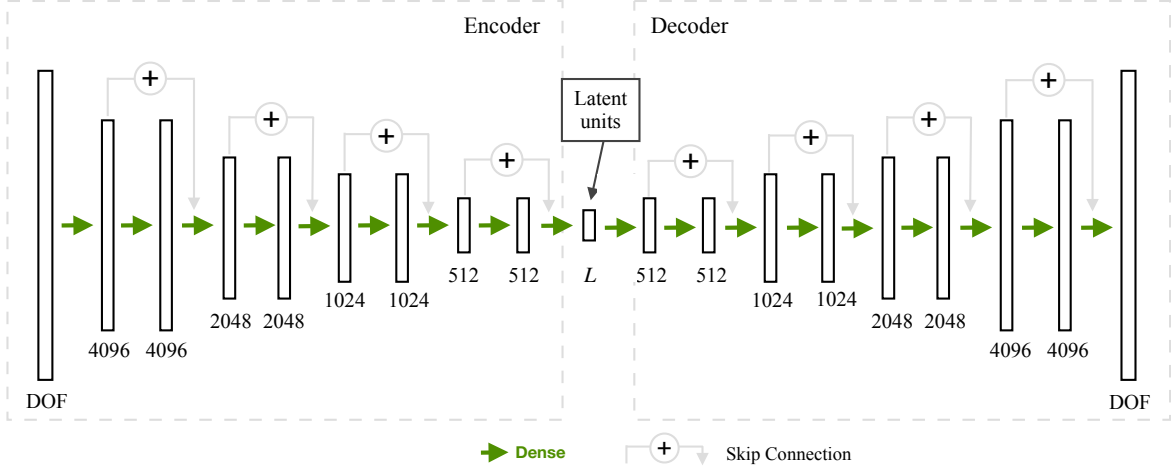 Encoder
Decoder
+
+
+
+
Latent
units
+
+
+
+
DOF
4096
4096
2048
2048
1024
1024
512
512
L
512
512
1024
1024
2048
2048
4096
4096
DOF
Dense
+
Skip Connection